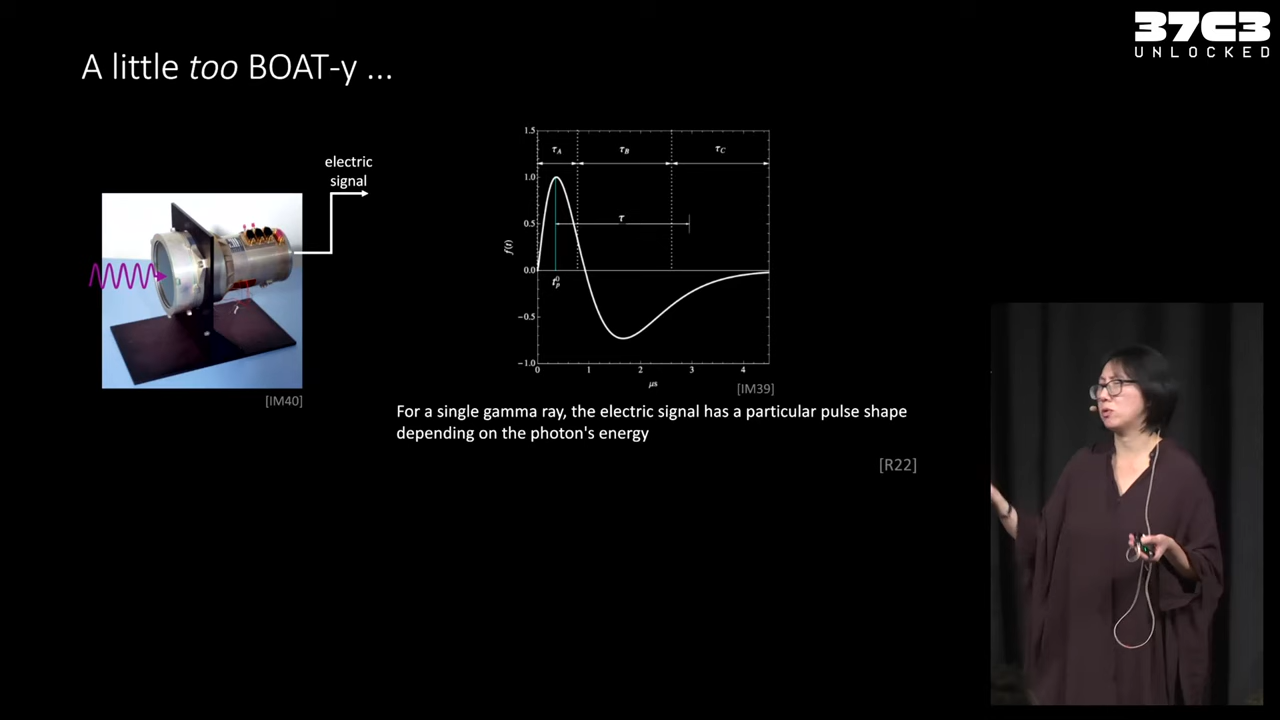 37C3
UNLOCKED
A little too BOAT-y ...
electric
signal
[IM40]
1.5
1.0
0.5
0.0
−0.5
−1.0
f(t)
τA
τB
τC
τ
t⁰p
0
1
2
3
4
μs
[IM39]
For a single gamma ray, the electric signal has a particular pulse shape
depending on the photon's energy
[R22]